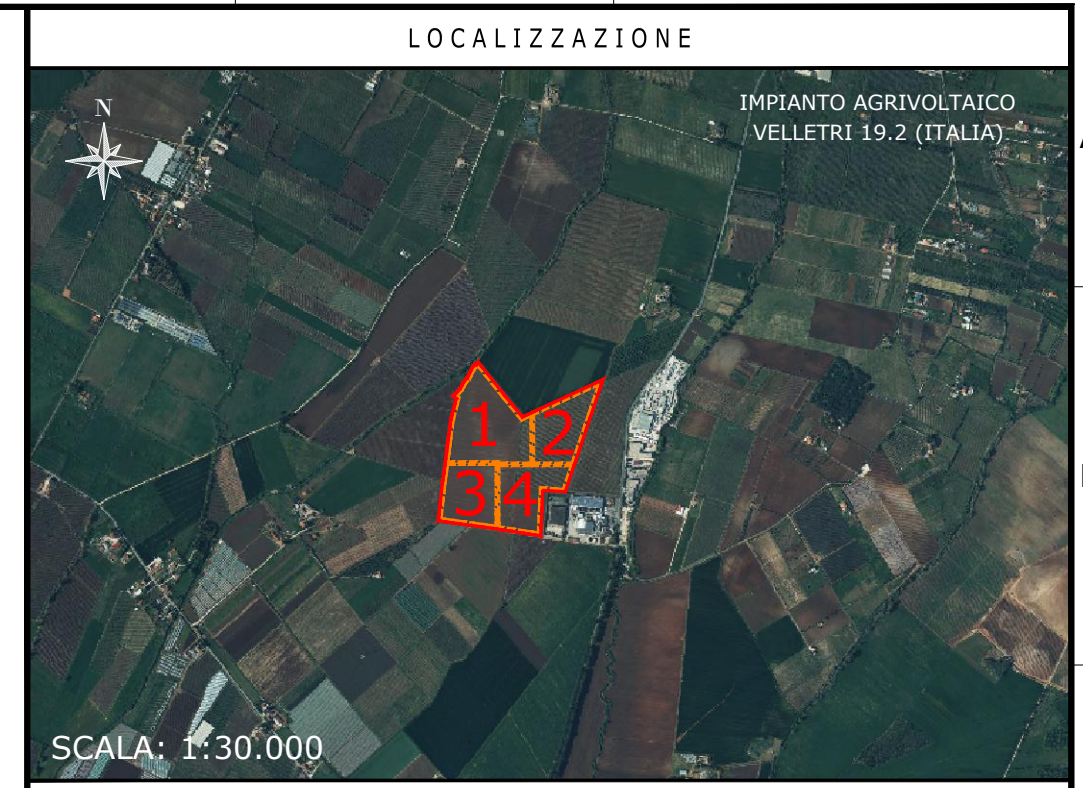 LOCALIZZAZIONE
N
IMPIANTO AGRIVOLTAICO
VELLETRI 19.2 (ITALIA)
1
2
3
4
SCALA: 1:30.000